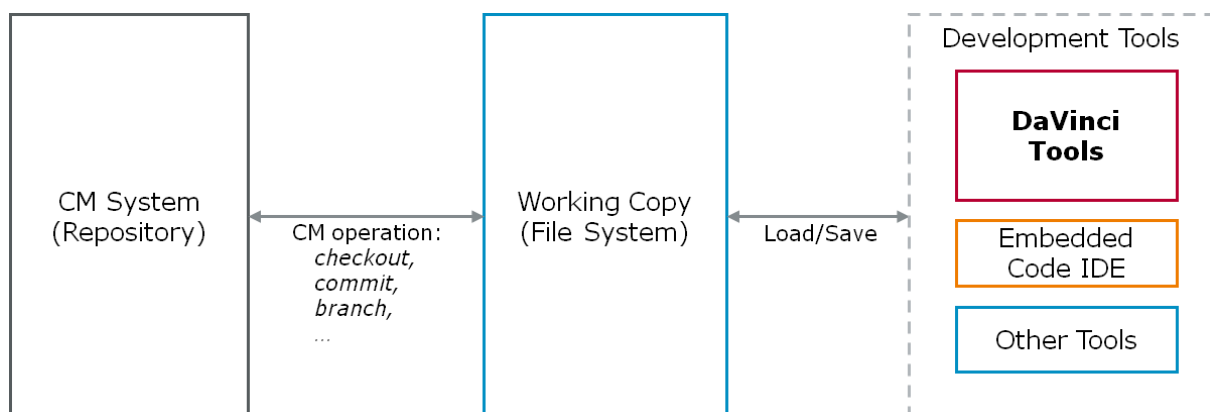 CM System
(Repository)
CM operation:
checkout,
commit,
branch,
...
Working Copy
(File System)
Load/Save
Development Tools
DaVinci
Tools
Embedded
Code IDE
Other Tools